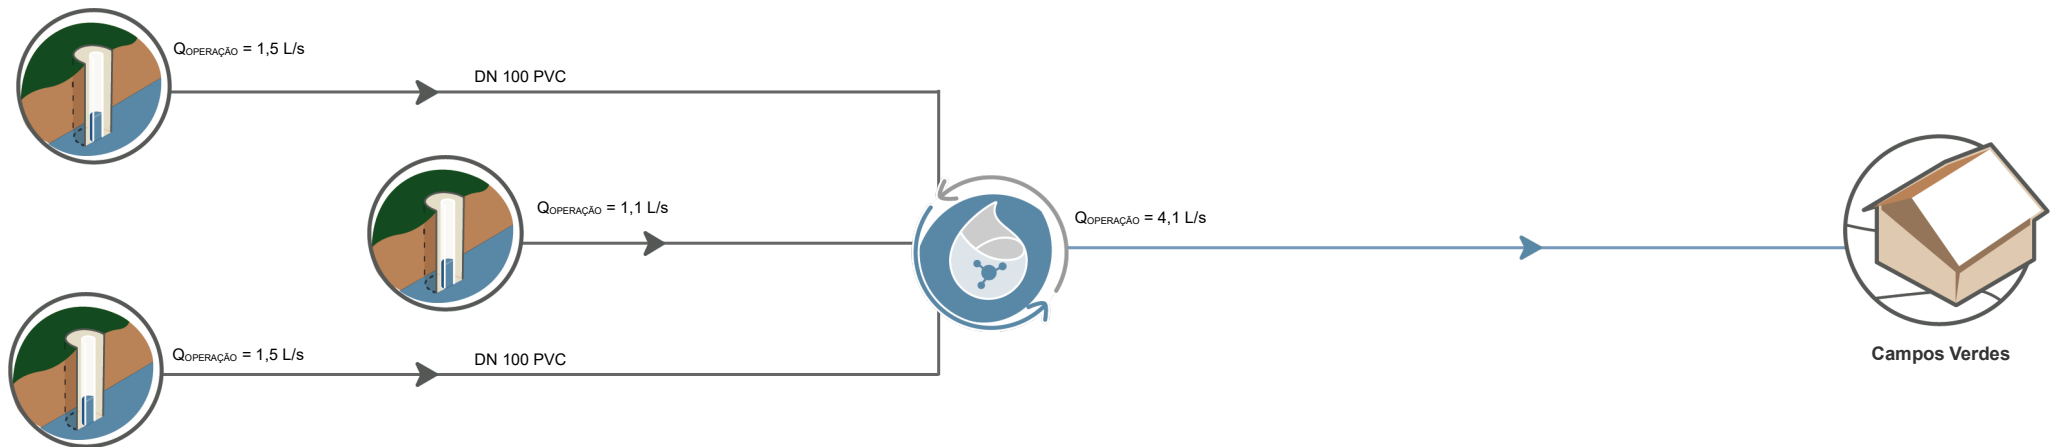 QOPERAÇÃO = 1,5 L/s
DN 100 PVC
QOPERAÇÃO = 1,1 L/s
QOPERAÇÃO = 4,1 L/s
QOPERAÇÃO = 1,5 L/s
DN 100 PVC
Campos Verdes